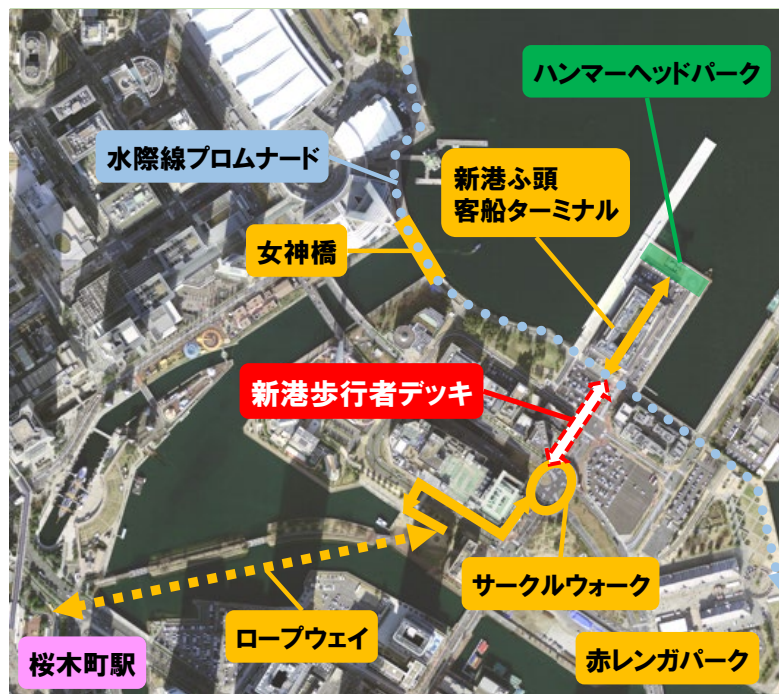 ハンマーヘッドパーク
水際線プロムナード
新港ふ頭
客船ターミナル
女神橋
新港歩行者デッキ
サークルウォーク
ロープウェイ
桜木町駅
赤レンガパーク